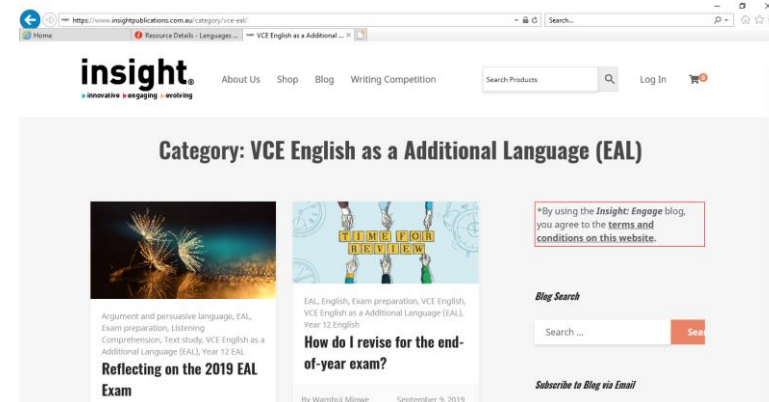 https://www.insightpublications.com.au/category/vce-eal/
Search...
Home
Resource Details - Languages ...
VCE English as a Additional ...
insight.
innovative engaging evolving
About Us Shop Blog Writing Competition
Search Products
Log In
0
Category: VCE English as a Additional Language (EAL)
TIME FOR
REVIEW
Argument and persuasive language, EAL,
Exam preparation, Listening
Comprehension, Text study, VCE English as a
Additional Language (EAL), Year 12 EAL
Reflecting on the 2019 EAL
Exam
EAL, English, Exam preparation, VCE English,
VCE English as a Additional Language (EAL),
Year 12 English
How do I revise for the end-
of-year exam?
By Wambui Migwe September 9, 2019
*By using the Insight: Engage blog,
you agree to the terms and
conditions on this website.
Blog Search
Search ...
Sea
Subscribe to Blog via Email